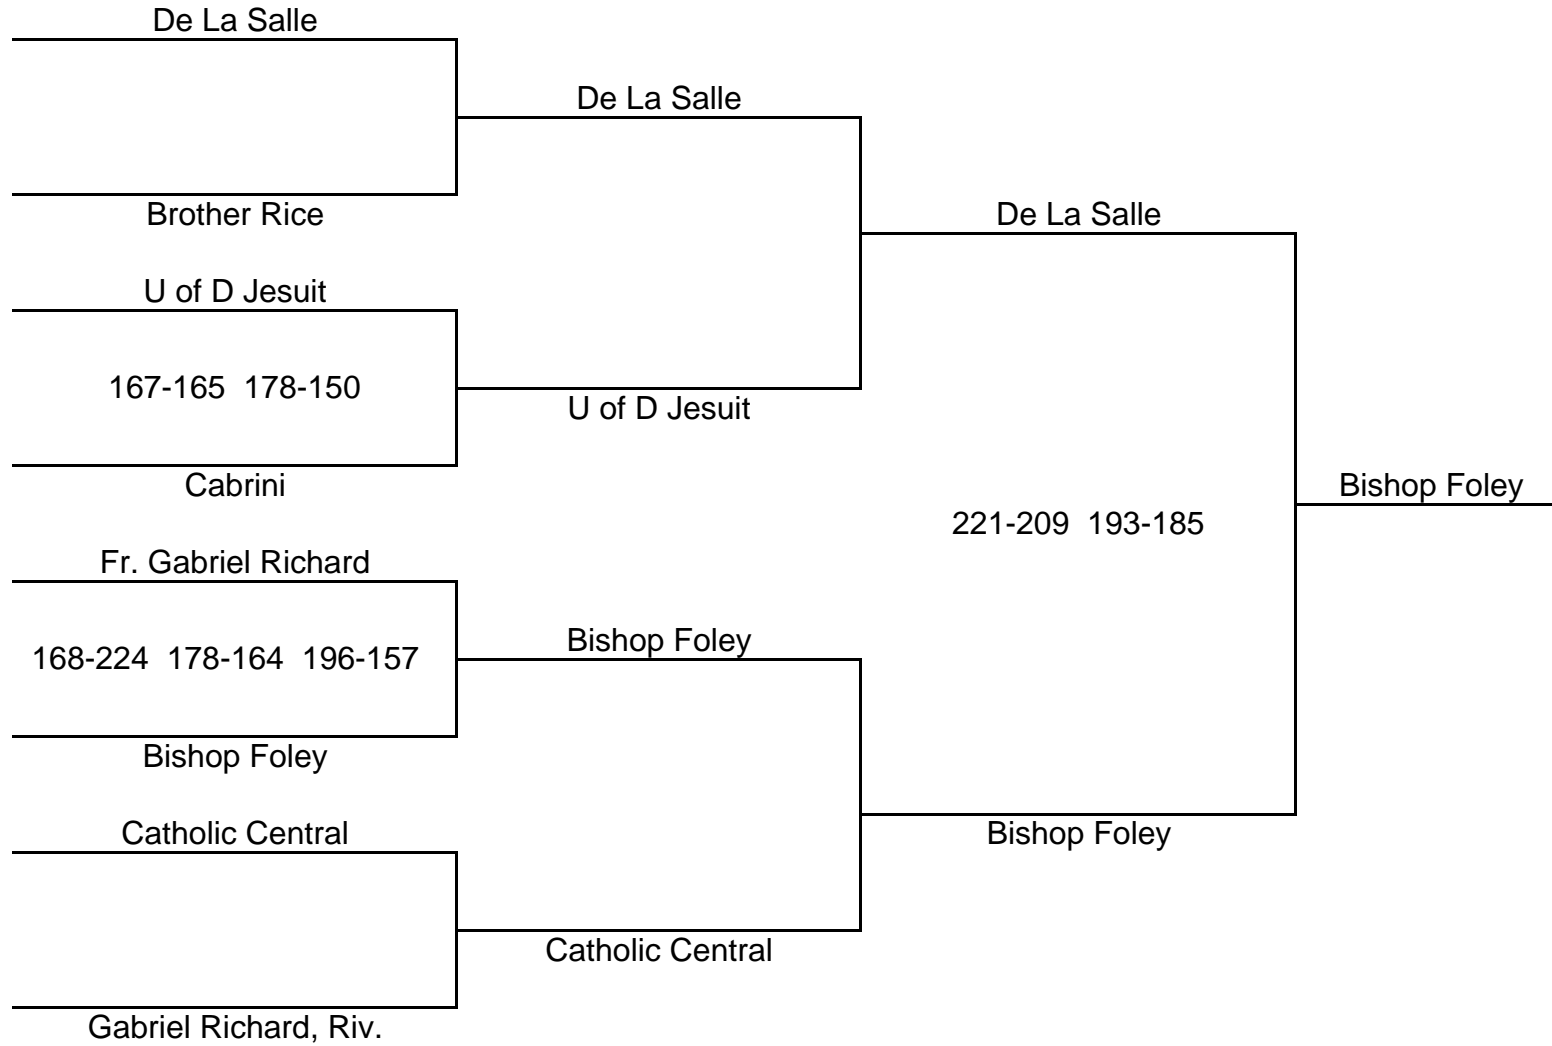 De La Salle
De La Salle
Brother Rice
De La Salle
U of D Jesuit
167-165  178-150
U of D Jesuit
Cabrini
Bishop Foley
221-209  193-185
Fr. Gabriel Richard
Bishop Foley
168-224  178-164  196-157
Bishop Foley
Catholic Central
Bishop Foley
Catholic Central
Gabriel Richard, Riv.